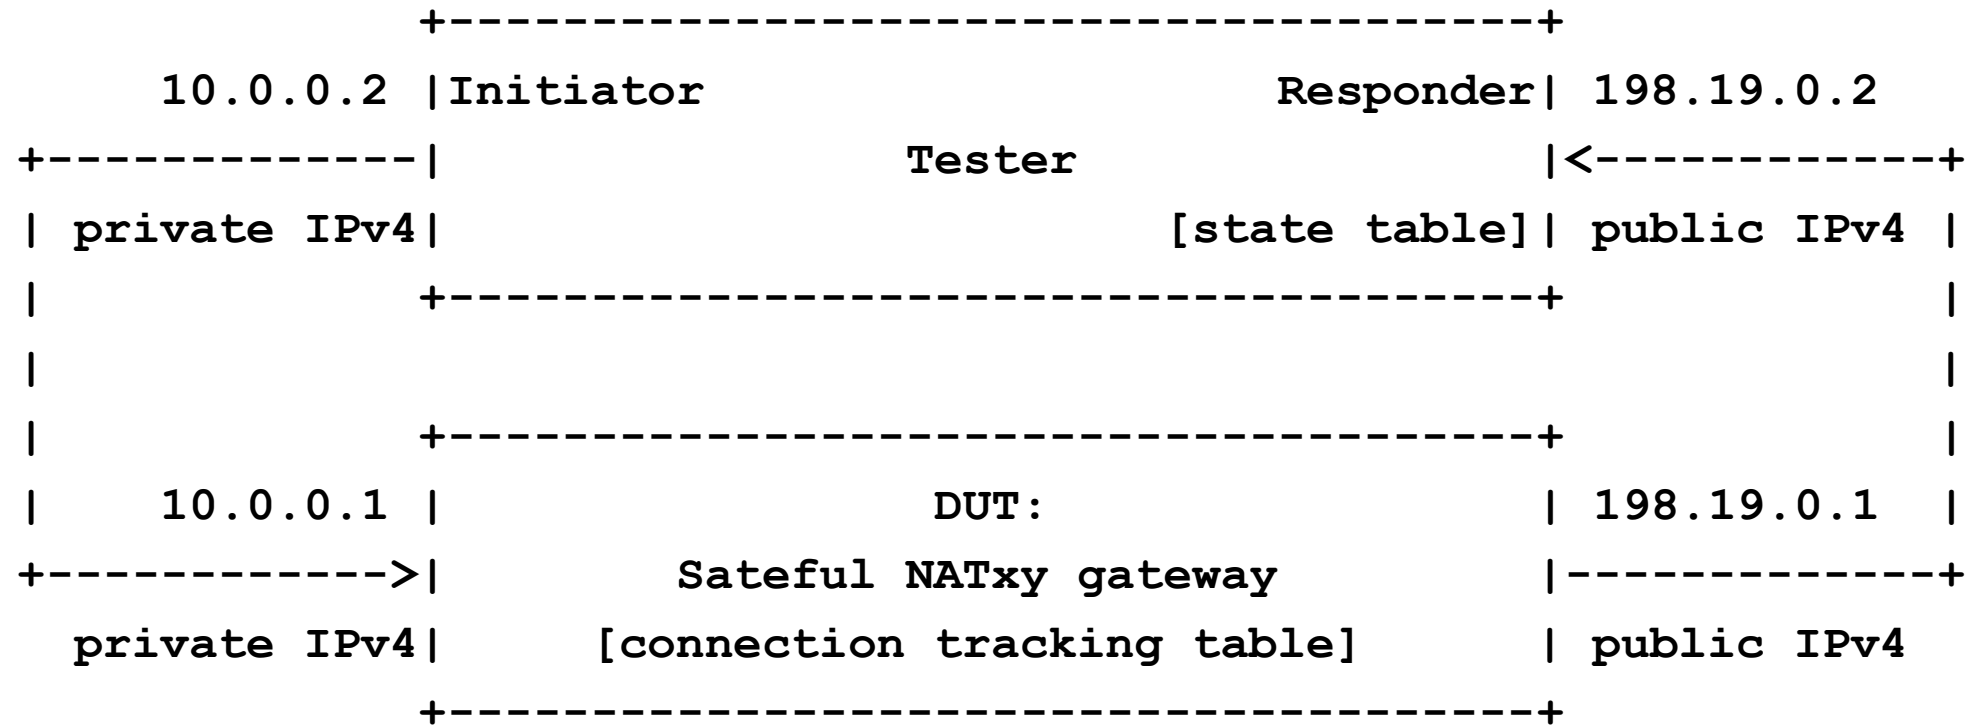 +--------------------------------------+
10.0.0.2 |Initiator Responder| 198.19.0.2
+-------------| Tester |<------------+
| private IPv4| [state table]| public IPv4 |
| +--------------------------------------+ |
| |
| +--------------------------------------+ |
| 10.0.0.1 | DUT: | 198.19.0.1 |
+------------>| Sateful NATxy gateway |-------------+
private IPv4| [connection tracking table] | public IPv4
+--------------------------------------+